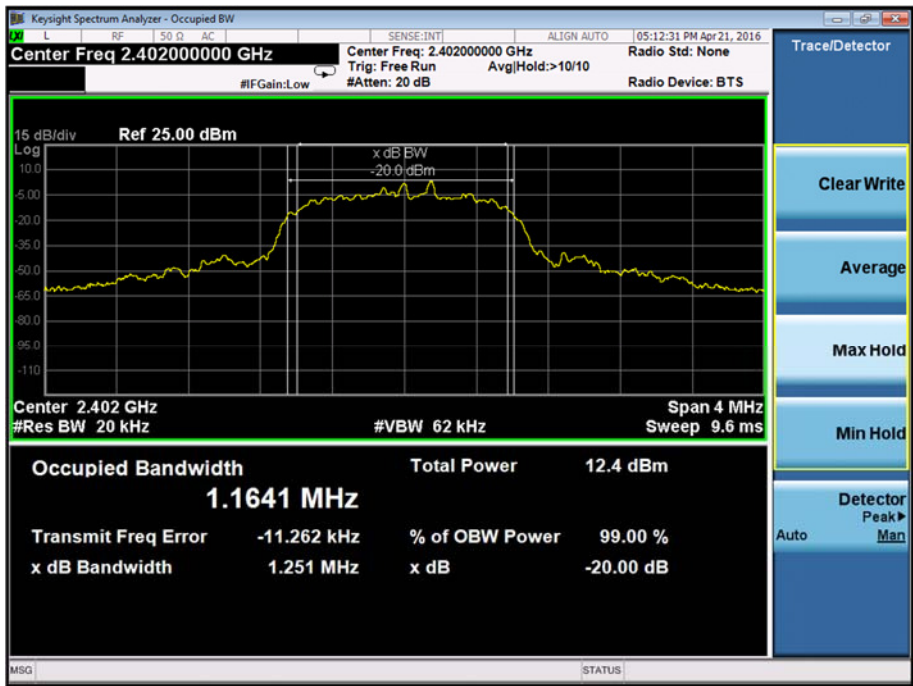 Keysight Spectrum Analyzer - Occupied BW
LXI L RF 50 Ω AC SENSE:INT ALIGN AUTO 05:12:31 PM Apr 21, 2016
Center Freq 2.402000000 GHz
Center Freq: 2.402000000 GHz Radio Std: None
Trig: Free Run Avg|Hold:>10/10
#IFGain:Low #Atten: 20 dB Radio Device: BTS
15 dB/div Ref 25.00 dBm
Log
10.0
-5.00
-20.0
-35.0
-50.0
-65.0
-80.0
-95.0
-110
x dB BW
-20.0 dBm
Center 2.402 GHz Span 4 MHz
#Res BW 20 kHz #VBW 62 kHz Sweep 9.6 ms
Occupied Bandwidth Total Power 12.4 dBm
1.1641 MHz
Transmit Freq Error -11.262 kHz % of OBW Power 99.00 %
x dB Bandwidth 1.251 MHz x dB -20.00 dB
Trace/Detector
Clear Write
Average
Max Hold
Min Hold
Detector
Peak▶
Auto Man
MSG STATUS